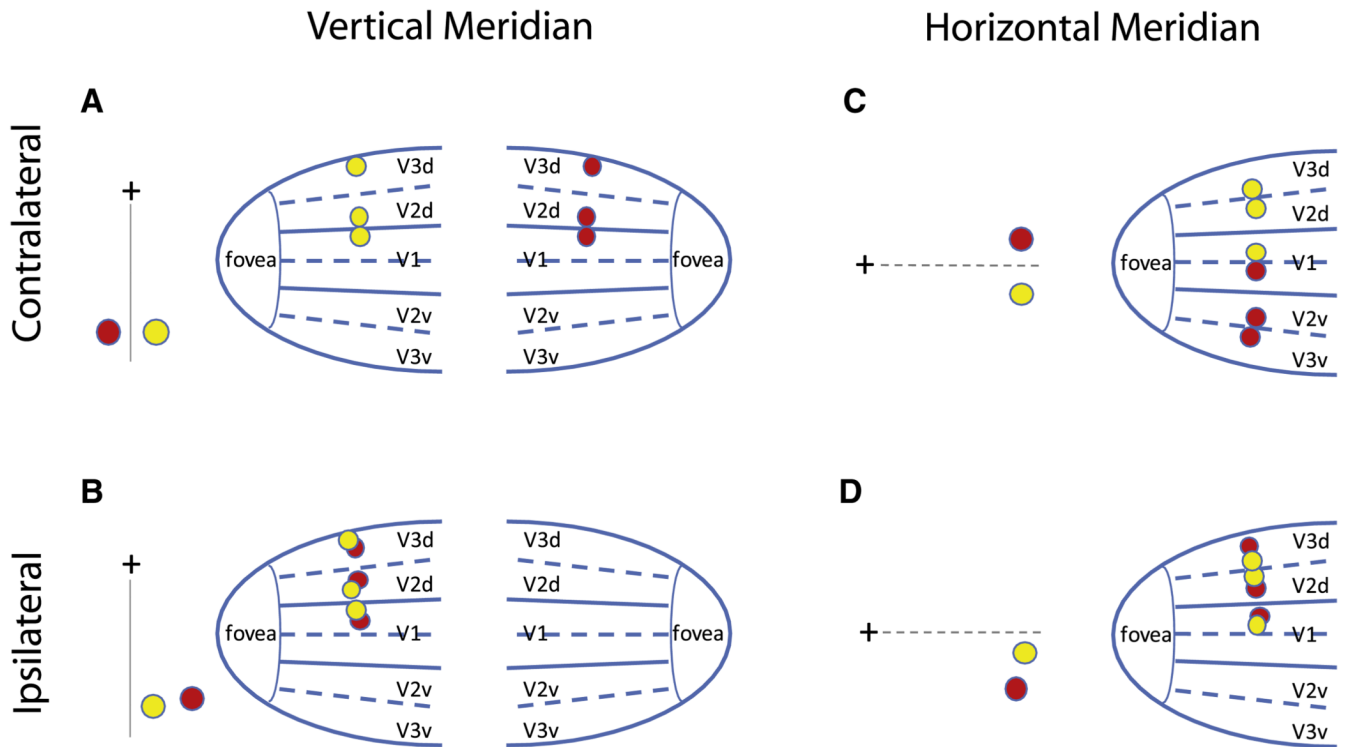 Vertical Meridian
Horizontal Meridian
Contralateral
A
+
V3d
V2d
fovea
V1
V2v
V3v
V3d
V2d
V1
fovea
V2v
V3v
C
+
V3d
V2d
fovea
V1
V2v
V3v
Ipsilateral
B
+
V3d
V2d
fovea
V1
V2v
V3v
V3d
V2d
V1
fovea
V2v
V3v
D
+
V3d
V2d
fovea
V1
V2v
V3v